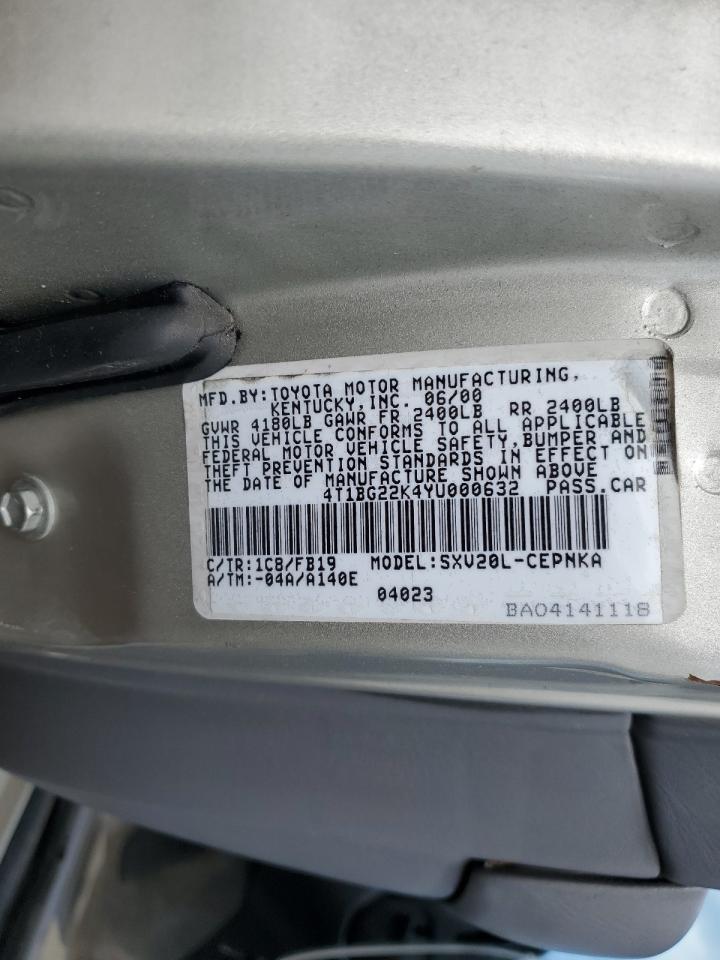 MFD.BY:TOYOTA MOTOR MANUFACTURING,
KENTUCKY,INC. 06/00
GVWR 4180LB GAWR FR 2400LB RR 2400LB
THIS VEHICLE CONFORMS TO ALL APPLICABLE
FEDERAL MOTOR VEHICLE SAFETY,BUMPER AND
THEFT PREVENTION STANDARDS IN EFFECT ON
THE DATE OF MANUFACTURE SHOWN ABOVE
4T1BG22K4YU000632 PASS.CAR
C/TR:1C8/FB19 MODEL:SXV20L-CEPNKA
A/TM:-04A/A140E
04023
BA04141118